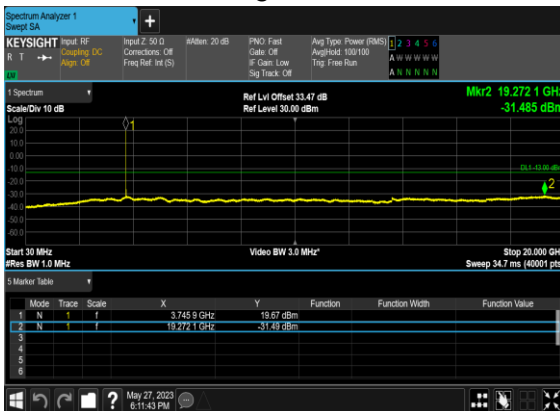 Spectrum Analyzer 1
Swept SA
+
KEYSIGHT Input: RF Input Z: 50 Ω #Atten: 20 dB PNO: Fast Avg Type: Power (RMS) 1 2 3 4 5 6
R T Coupling: DC Corrections: Off Gate: Off Avg|Hold: 100/100 A W W W W W
Align: Off Freq Ref: Int (S) IF Gain: Low Trig: Free Run
LV Sig Track: Off A N N N N N
1 Spectrum Ref Lvl Offset 33.47 dB Mkr2 19.272 1 GHz
Scale/Div 10 dB Ref Level 30.00 dBm -31.485 dBm
Log
20.0
10.0
0.00
-10.0
-20.0
-30.0
-40.0
-50.0
-60.0
1
DL1 -13.00 dBm
2
Start 30 MHz Video BW 3.0 MHz* Stop 20.000 GHz
#Res BW 1.0 MHz Sweep 34.7 ms (40001 pts)
5 Marker Table
Mode Trace Scale X Y Function Function Width Function Value
1 N 1 f 3.745 9 GHz 19.67 dBm
2 N 1 f 19.272 1 GHz -31.49 dBm
3
4
5
6
? May 27, 2023
6:11:43 PM